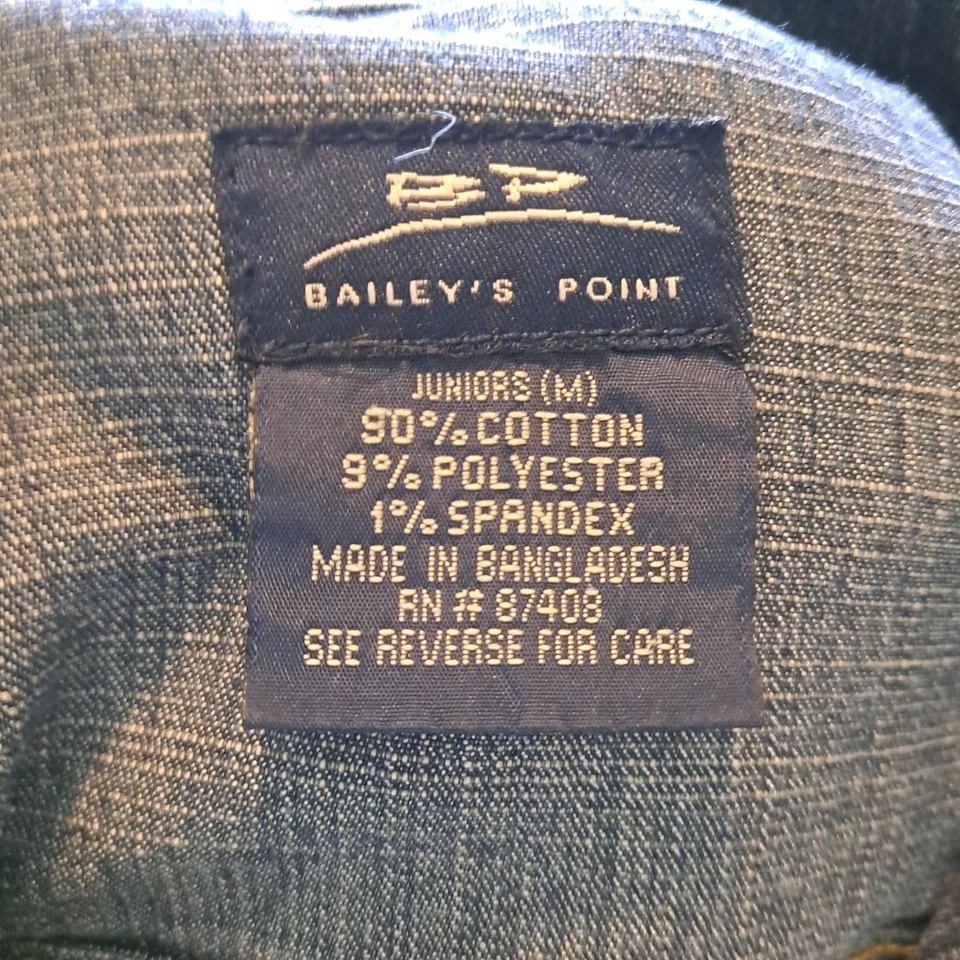 BP
BAILEY'S POINT
JUNIORS (M)
90% COTTON
9% POLYESTER
1% SPANDEX
MADE IN BANGLADESH
RN # 87408
SEE REVERSE FOR CARE